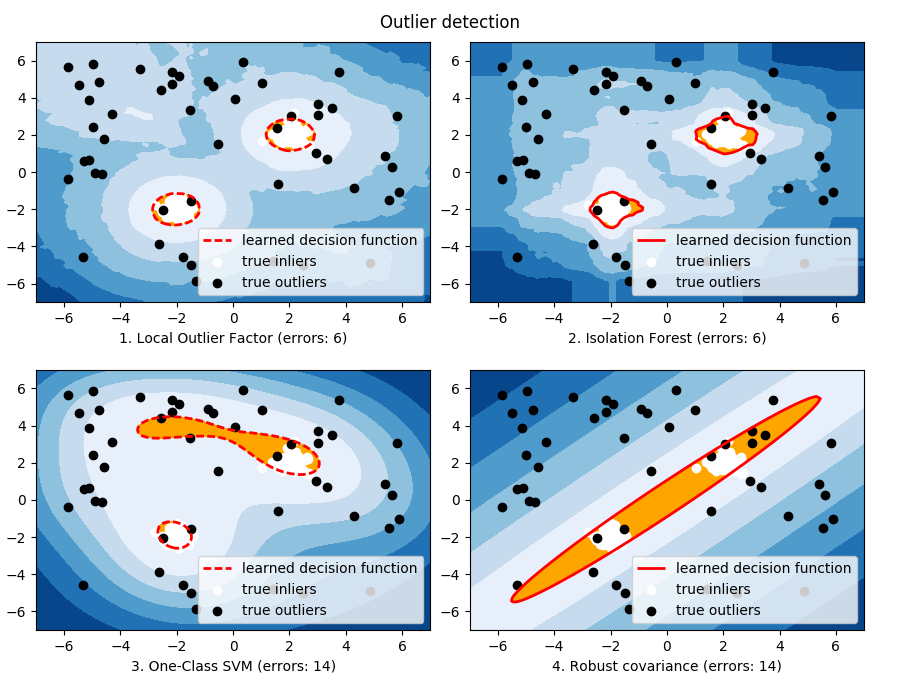 Outlier detection
6
4
2
0
−2
−4
−6
learned decision function
true inliers
true outliers
−6 −4 −2 0 2 4 6
1. Local Outlier Factor (errors: 6)
6
4
2
0
−2
−4
−6
learned decision function
true inliers
true outliers
−6 −4 −2 0 2 4 6
2. Isolation Forest (errors: 6)
6
4
2
0
−2
−4
−6
learned decision function
true inliers
true outliers
−6 −4 −2 0 2 4 6
3. One-Class SVM (errors: 14)
6
4
2
0
−2
−4
−6
learned decision function
true inliers
true outliers
−6 −4 −2 0 2 4 6
4. Robust covariance (errors: 14)